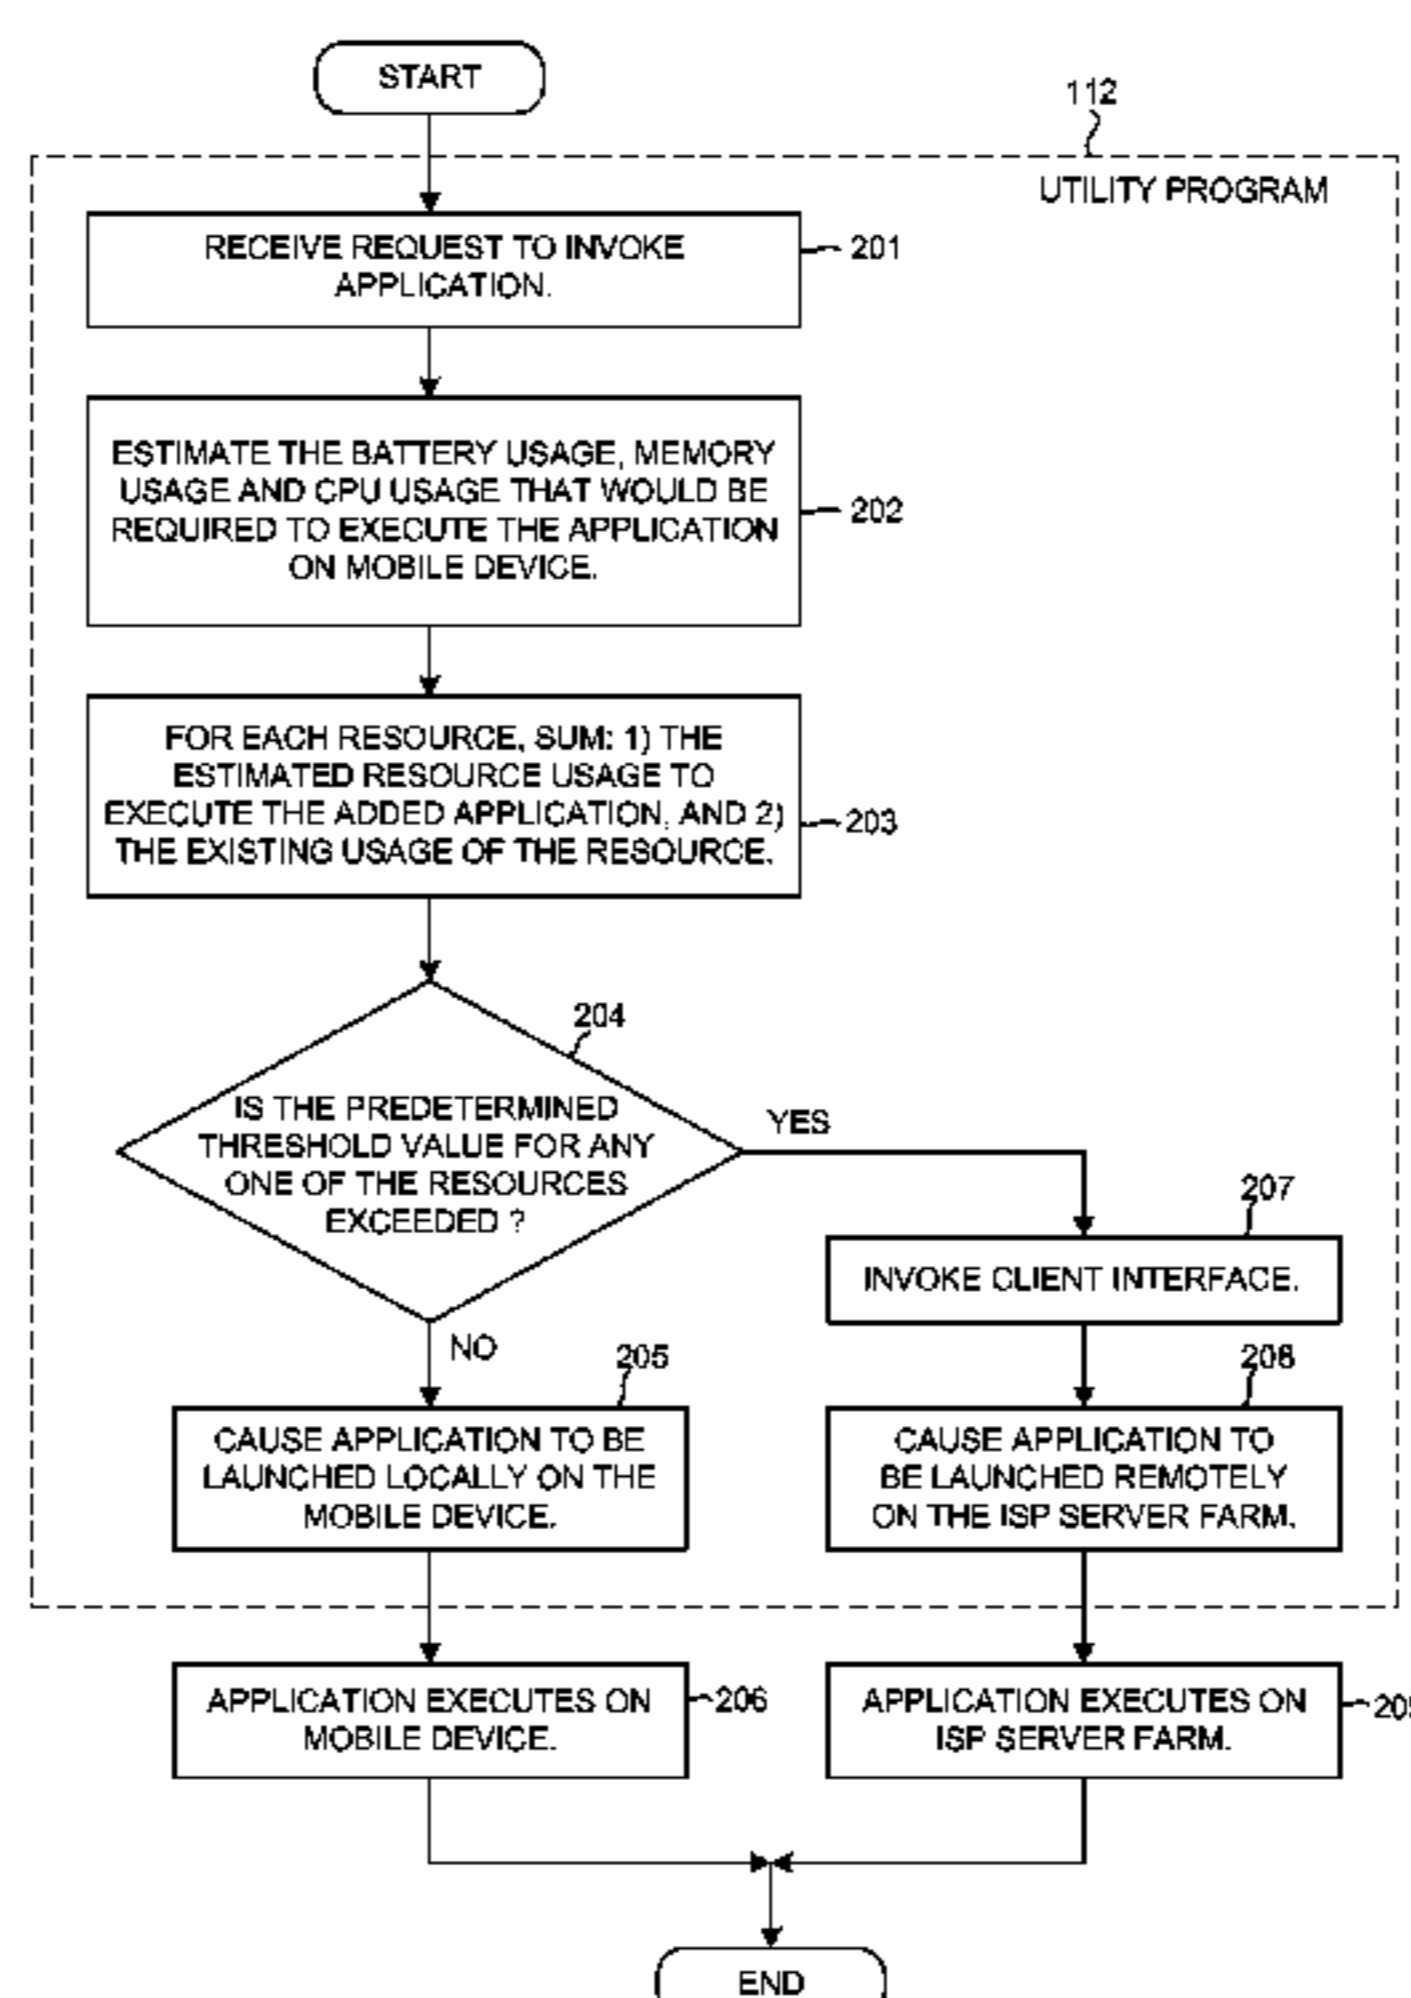 START
112
UTILITY PROGRAM
RECEIVE REQUEST TO INVOKE
APPLICATION.
201
ESTIMATE THE BATTERY USAGE, MEMORY
USAGE AND CPU USAGE THAT WOULD BE
REQUIRED TO EXECUTE THE APPLICATION
ON MOBILE DEVICE.
202
FOR EACH RESOURCE, SUM: 1) THE
ESTIMATED RESOURCE USAGE TO
EXECUTE THE ADDED APPLICATION, AND 2)
THE EXISTING USAGE OF THE RESOURCE.
203
204
IS THE PREDETERMINED
THRESHOLD VALUE FOR ANY
ONE OF THE RESOURCES
EXCEEDED ?
YES
207
INVOKE CLIENT INTERFACE.
NO
205
CAUSE APPLICATION TO BE
LAUNCHED LOCALLY ON THE
MOBILE DEVICE.
208
CAUSE APPLICATION TO
BE LAUNCHED REMOTELY
ON THE ISP SERVER FARM.
APPLICATION EXECUTES ON
MOBILE DEVICE.
206
APPLICATION EXECUTES ON
ISP SERVER FARM.
END